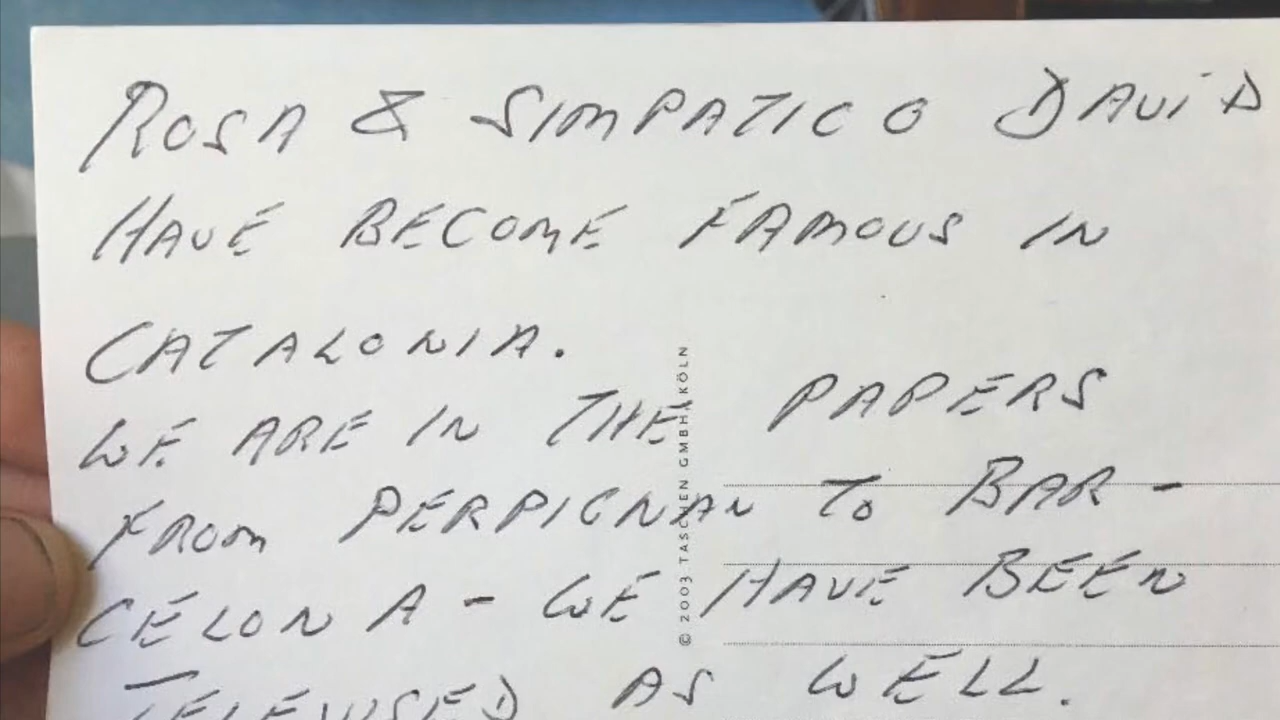 ROSA & SIMPATICO DAVID
HAVE BECOME FAMOUS IN
CATALONIA.
WE ARE IN THE PAPERS
FROM PERPIGNAN TO BAR-
CELONA - WE HAVE BEEN
TELEVISED AS WELL.
© 2003 TASCHEN GMBH, KÖLN